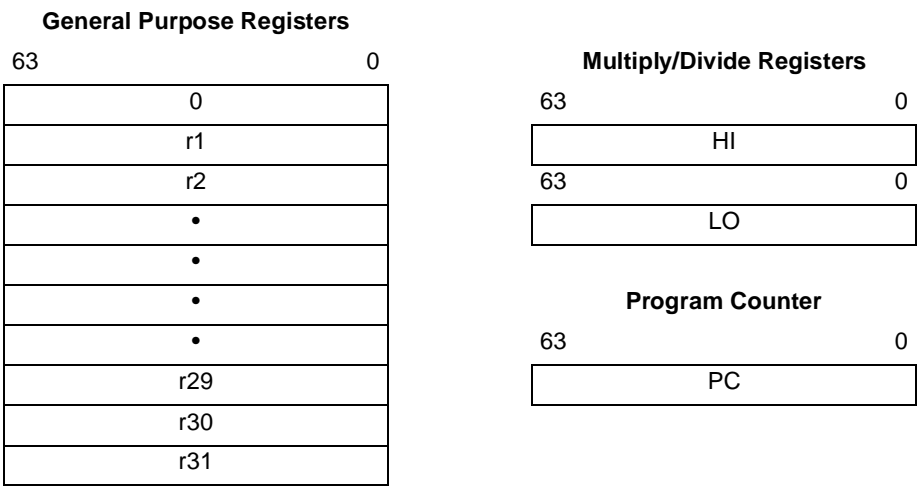 General Purpose Registers
63 0
0
r1
r2
•
•
•
•
r29
r30
r31
Multiply/Divide Registers
63 0
HI
63 0
LO
Program Counter
63 0
PC